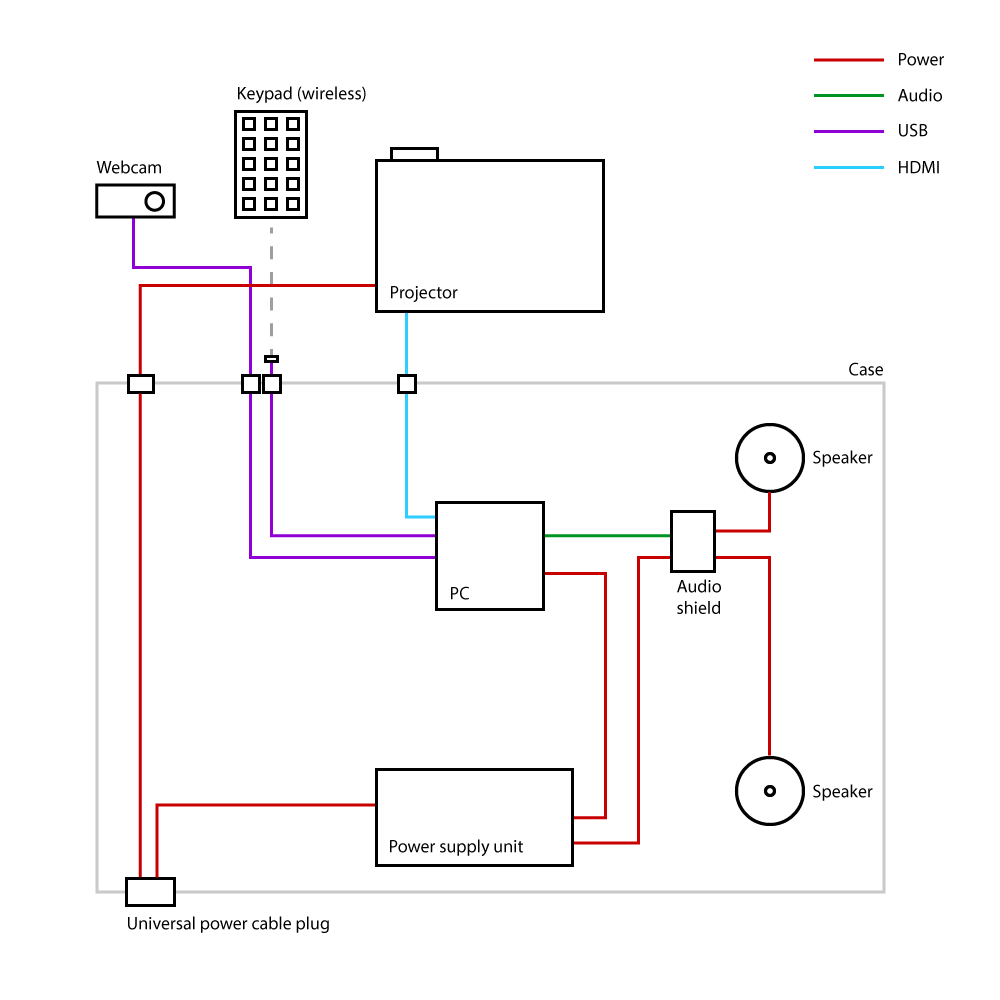 Power
Audio
USB
HDMI
Keypad (wireless)
Webcam
Projector
Case
Speaker
PC
Audio
shield
Speaker
Power supply unit
Universal power cable plug